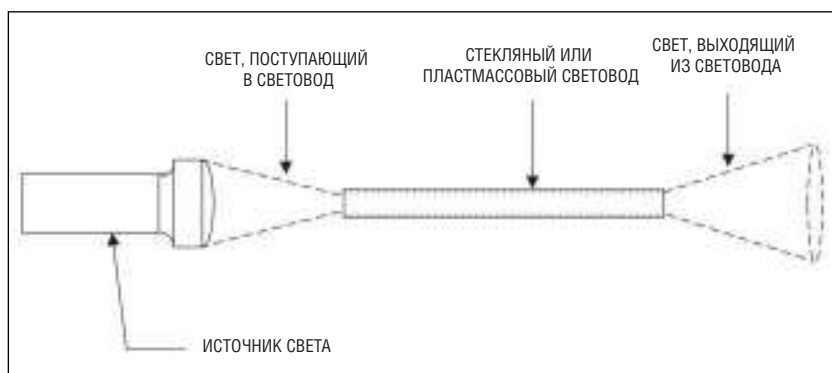 СВЕТ, ПОСТУПАЮЩИЙ
В СВЕТОВОД
СТЕКЛЯНЫЙ ИЛИ
ПЛАСТМАССОВЫЙ СВЕТОВОД
СВЕТ, ВЫХОДЯЩИЙ
ИЗ СВЕТОВОДА
ИСТОЧНИК СВЕТА